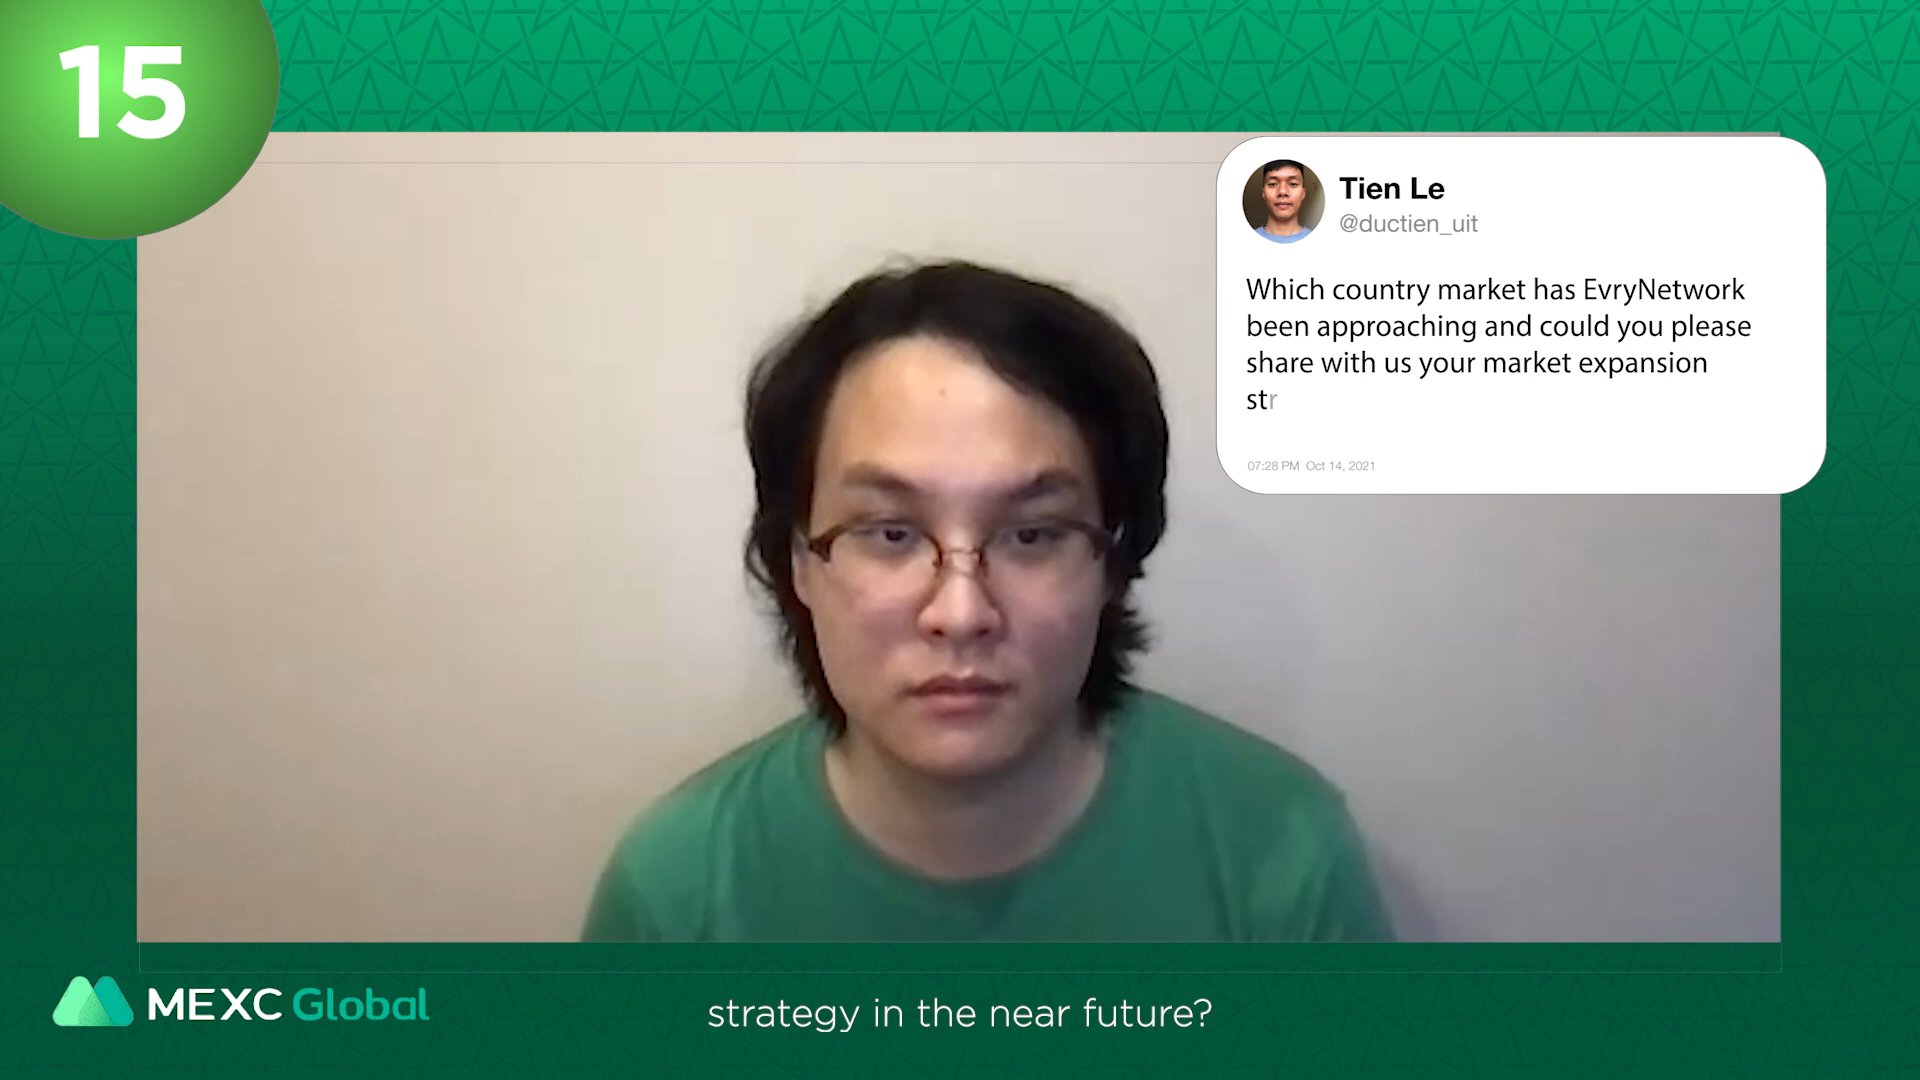 15
Tien Le
@ductien_uit
Which country market has EvryNetwork
been approaching and could you please
share with us your market expansion
str
07:28 PM Oct 14, 2021
MEXC Global
strategy in the near future?